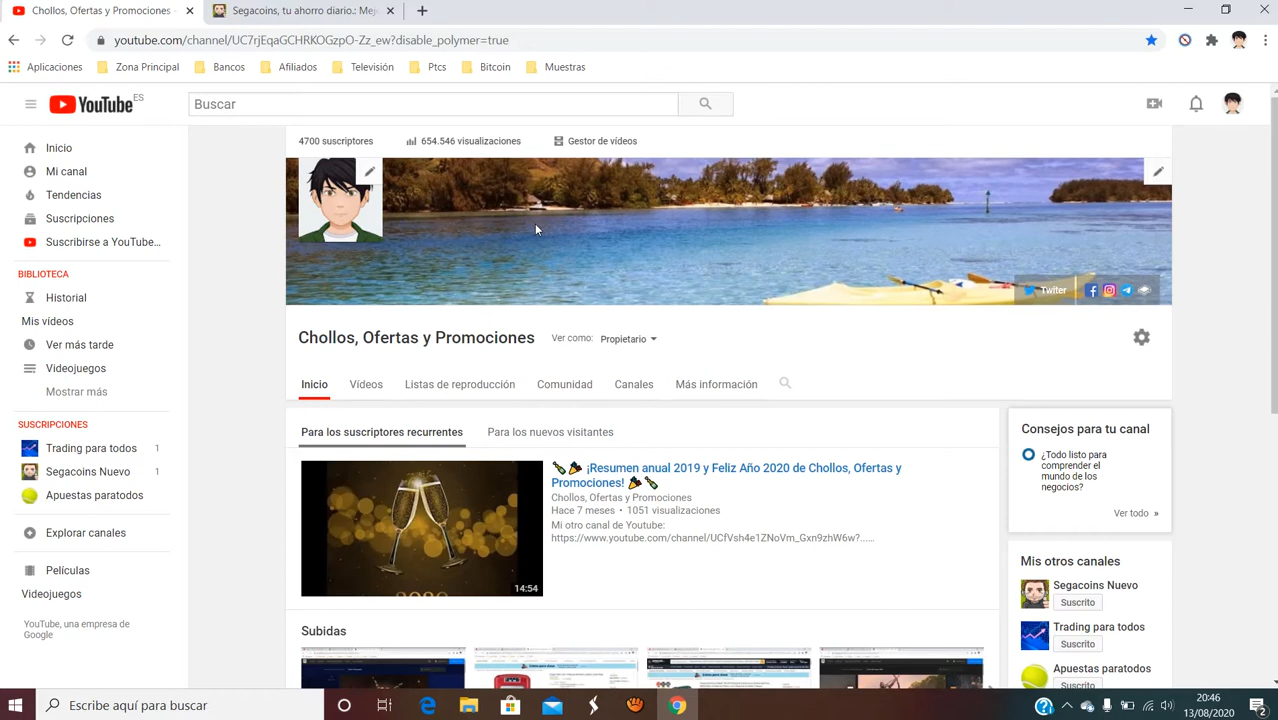 Chollos, Ofertas y Promociones -
Segacoins, tu ahorro diario.: Mej
youtube.com/channel/UC7rjEqaGCHRKOGzpO-Zz_ew?disable_polymer=true
Aplicaciones Zona Principal Bancos Afiliados Televisión Ptcs Bitcoin Muestras
YouTube ES
Buscar
4700 suscriptores 654.546 visualizaciones Gestor de vídeos
Inicio
Mi canal
Tendencias
Suscripciones
Suscribirse a YouTube...
BIBLIOTECA
Historial
Mis vídeos
Ver más tarde
Videojuegos
Mostrar más
SUSCRIPCIONES
Trading para todos 1
Segacoins Nuevo 1
Apuestas paratodos
Explorar canales
Películas
Videojuegos
YouTube, una empresa de
Google
Twiter
Chollos, Ofertas y Promociones Ver como: Propietario
Inicio Vídeos Listas de reproducción Comunidad Canales Más información
Para los suscriptores recurrentes Para los nuevos visitantes
¡Resumen anual 2019 y Feliz Año 2020 de Chollos, Ofertas y
Promociones!
Chollos, Ofertas y Promociones
Hace 7 meses • 1051 visualizaciones
Mi otro canal de Youtube:
https://www.youtube.com/channel/UCfVsh4e1ZNoVm_Gxn9zhW6w?...…
14:54
Subidas
Consejos para tu canal
¿Todo listo para
comprender el
mundo de los
negocios?
Ver todo »
Mis otros canales
Segacoins Nuevo
Suscrito
Trading para todos
Suscrito
Apuestas paratodos
Suscrito
Escribe aquí para buscar
20:46
13/08/2020
2